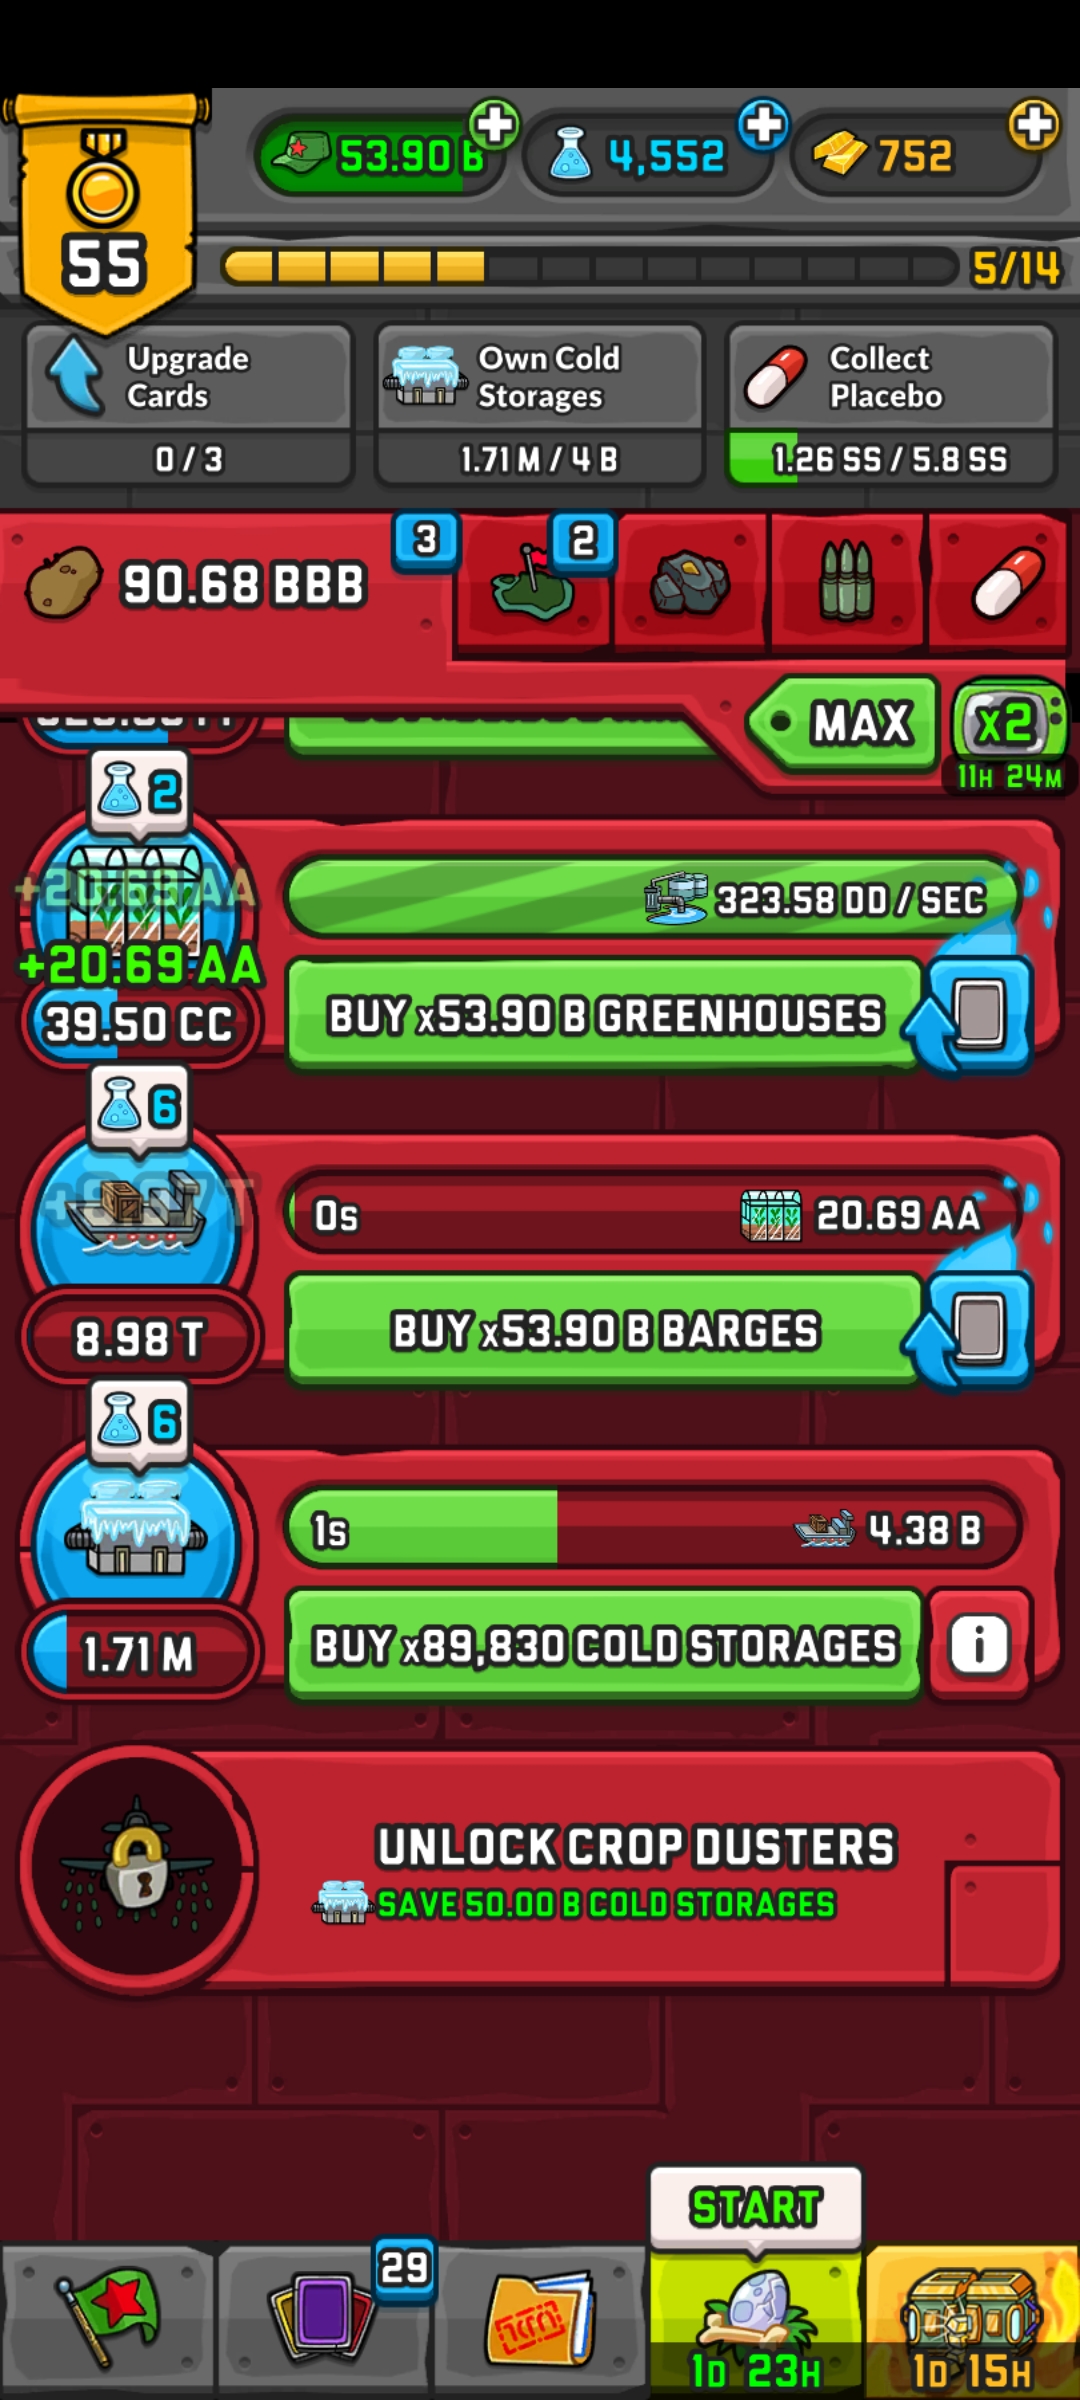 53.90 B
4,552
752
55
5/14
Upgrade
Cards
0 / 3
Own Cold
Storages
1.71 M / 4 B
Collect
Placebo
1.26 SS / 5.8 SS
90.68 BBB
3
2
MAX
x2
11H 24M
2
+20.69 AA
+20.69 AA
39.50 CC
323.58 DD / SEC
BUY x53.90 B GREENHOUSES
6
8.98 T
0s
20.69 AA
BUY x53.90 B BARGES
6
1.71 M
1s
4.38 B
BUY x89,830 COLD STORAGES
i
UNLOCK CROP DUSTERS
SAVE 50.00 B COLD STORAGES
START
29
1D 23H
1D 15H